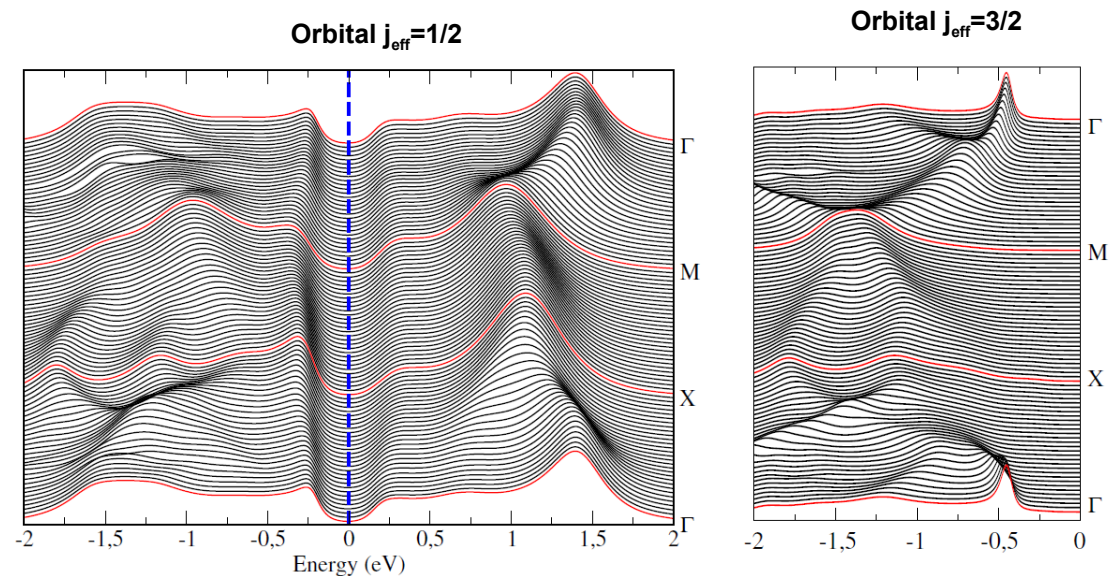 Orbital jeff=1/2
Orbital jeff=3/2
Γ
M
X
Γ
-2 -1,5 -1 -0,5 0 0,5 1 1,5 2
Energy (eV)
Γ
M
X
Γ
-2 -1,5 -1 -0,5 0